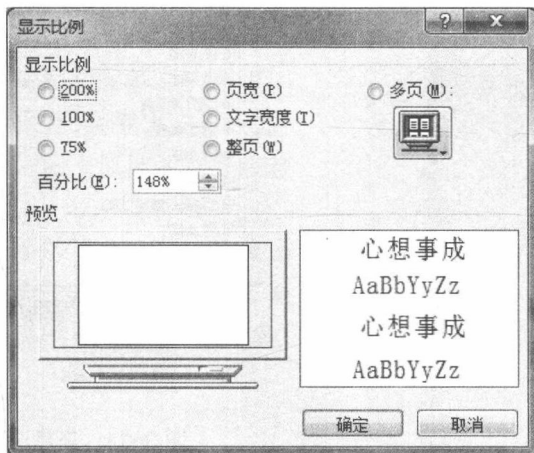 显示比例
显示比例
200% 页宽(P) 多页(M):
100% 文字宽度(T)
75% 整页(W)
百分比(E): 148%
预览
心想事成
AaBbYyZz
心想事成
AaBbYyZz
确定 取消